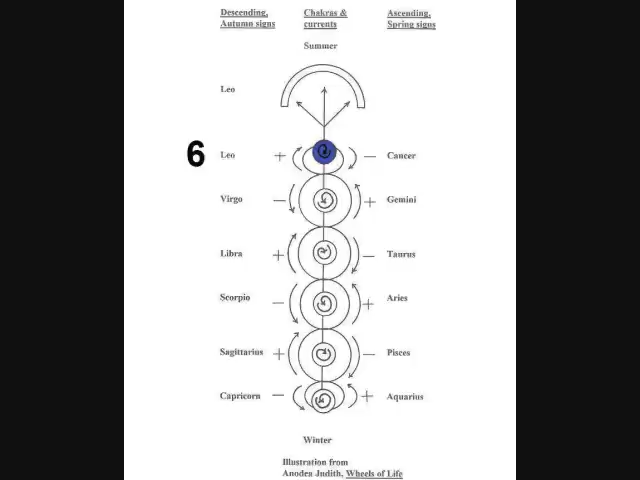 Descending, Chakras & Ascending,
Autumn signs currents Spring signs
Summer
Leo
6 Leo + — Cancer
Virgo — + Gemini
Libra + — Taurus
Scorpio — + Aries
Sagittarius + — Pisces
Capricorn — + Aquarius
Winter
Illustration from
Anodea Judith, Wheels of Life